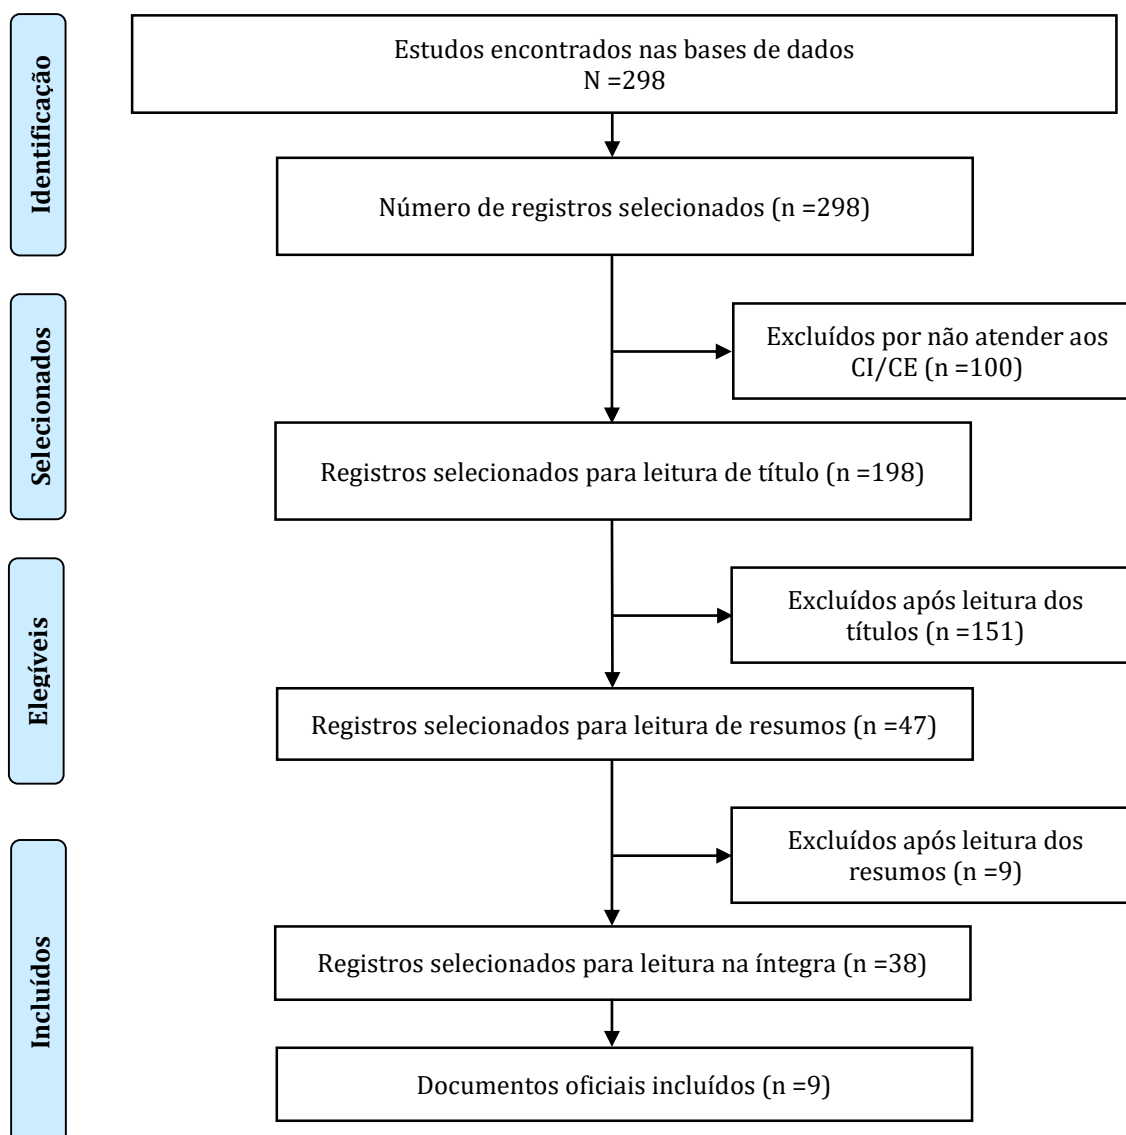 Identificação
Estudos encontrados nas bases de dados
N =298
Número de registros selecionados (n =298)
Selecionados
Excluídos por não atender aos
CI/CE (n =100)
Registros selecionados para leitura de título (n =198)
Elegíveis
Excluídos após leitura dos
títulos (n =151)
Registros selecionados para leitura de resumos (n =47)
Incluídos
Excluídos após leitura dos
resumos (n =9)
Registros selecionados para leitura na íntegra (n =38)
Documentos oficiais incluídos (n =9)